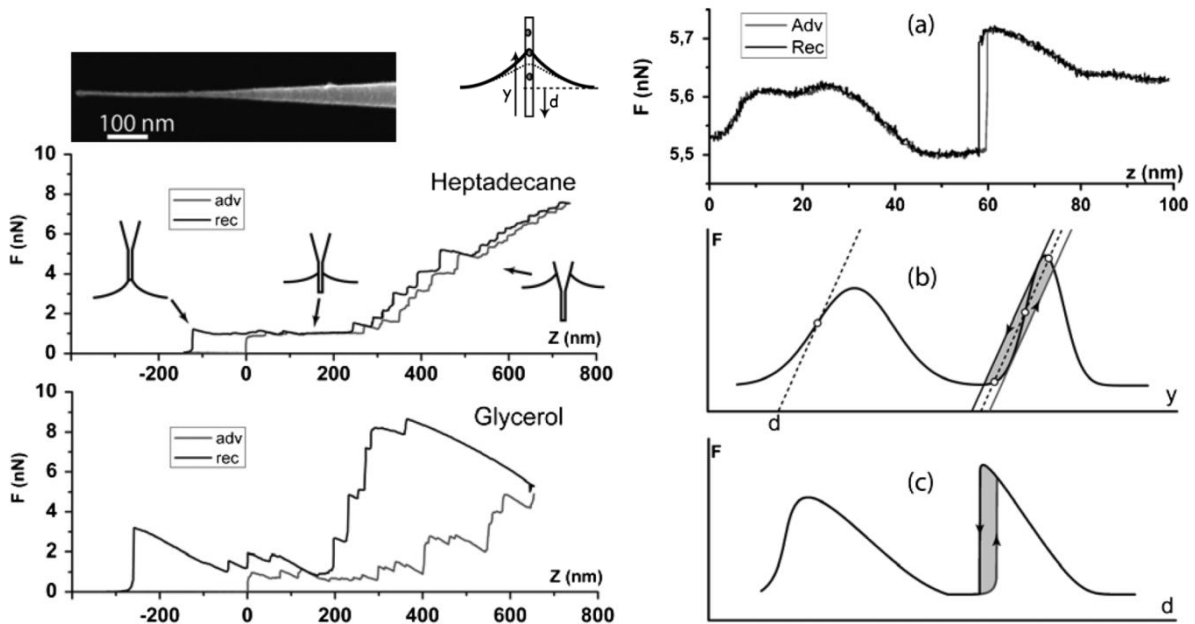 100 nm
y
d
Heptadecane
adv
rec
F (nN)
10
8
6
4
2
0
Z (nm)
-200
0
200
400
600
800
Glycerol
adv
rec
F (nN)
10
8
6
4
2
0
Z (nm)
-200
0
200
400
600
800
(a)
Adv
Rec
F (nN)
5,7
5,6
5,5
z (nm)
0
20
40
60
80
100
F
(b)
y
d
F
(c)
d